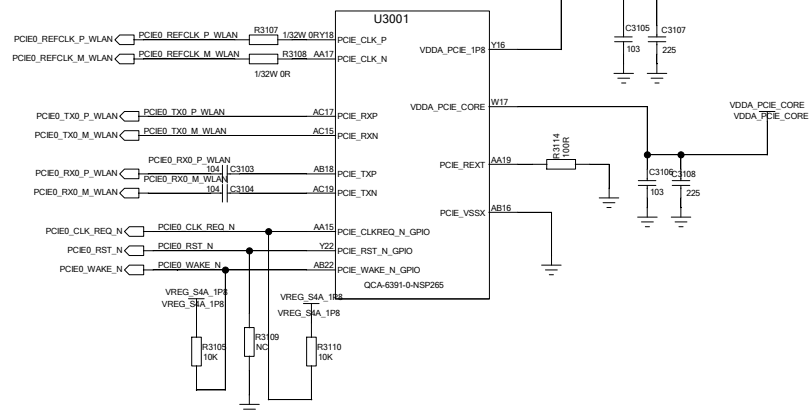 U3001
C3105
103
C3107
225
PCIE0_REFCLK_P_WLAN PCIE0_REFCLK_P_WLAN R3107 1/32W 0R Y18 PCIE_CLK_P
PCIE0_REFCLK_M_WLAN PCIE0_REFCLK_M_WLAN R3108 AA17 PCIE_CLK_N
1/32W 0R
VDDA_PCIE_1P8 Y16
VDDA_PCIE_CORE W17
VDDA_PCIE_CORE
VDDA_PCIE_CORE
PCIE0_TX0_P_WLAN AC17 PCIE_RXP
PCIE0_TX0_M_WLAN AC15 PCIE_RXN
R3114
100R
PCIE0_RX0_P_WLAN
PCIE0_RX0_P_WLAN 104 C3103 AB18 PCIE_TXP
PCIE_REXT AA19
PCIE0_RX0_M_WLAN
PCIE0_RX0_M_WLAN 104 C3104 AC19 PCIE_TXN
C3106
103
C3108
225
PCIE_VSSX AB16
PCIE0_CLK_REQ_N PCIE0_CLK_REQ_N AA15 PCIE_CLKREQ_N_GPIO
PCIE0_RST_N PCIE0_RST_N Y22 PCIE_RST_N_GPIO
PCIE0_WAKE_N PCIE0_WAKE_N AB22 PCIE_WAKE_N_GPIO
QCA-6391-0-NSP265
VREG_S4A_1P8
VREG_S4A_1P8
VREG_S4A_1P8
VREG_S4A_1P8
R3105
10K
R3109
NC
R3110
10K